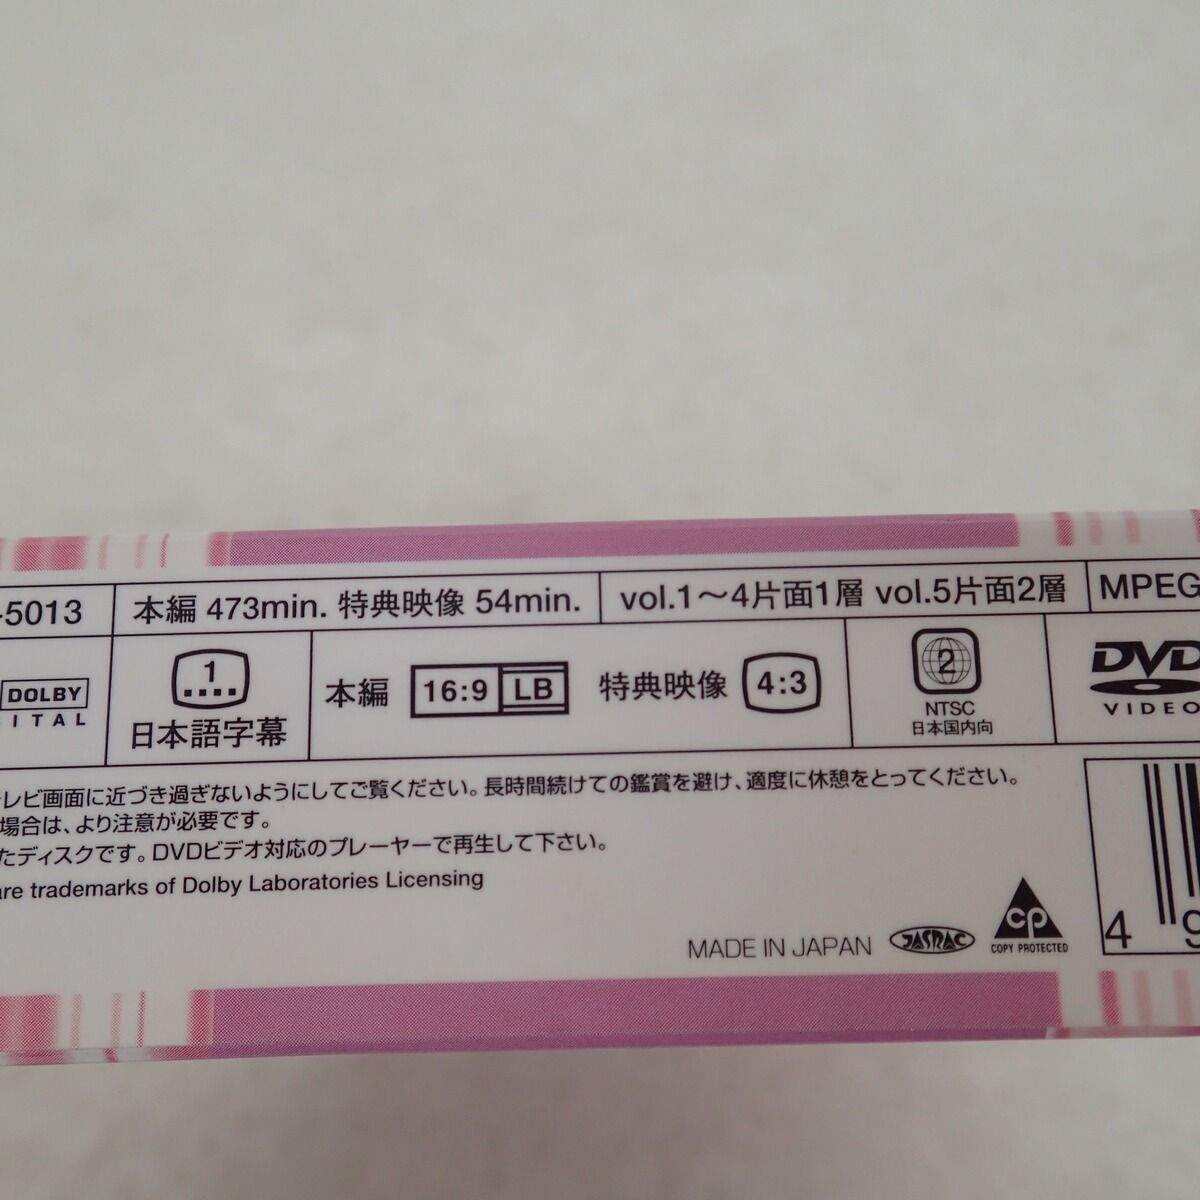 -5013 本編 473min. 特典映像 54min. vol.1〜4片面1層 vol.5片面2層 MPEG
DOLBY
ITAL
1
日本語字幕
本編 16:9 LB 特典映像 4:3
2
NTSC
日本国内向
DVD
VIDEO
レビ画面に近づき過ぎないようにしてご覧ください。長時間続けての鑑賞を避け、適度に休憩をとってください。
場合は、より注意が必要です。
たディスクです。DVDビデオ対応のプレーヤーで再生して下さい。
are trademarks of Dolby Laboratories Licensing
MADE IN JAPAN JASRAC
cp
COPY PROTECTED
4 9